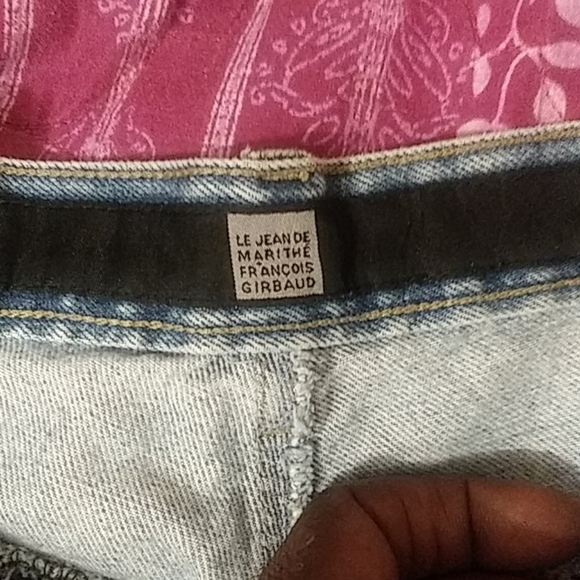 LE JEAN DE
MARITHÉ
+
FRANÇOIS
GIRBAUD